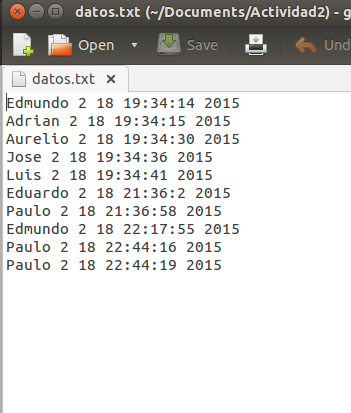 datos.txt (~/Documents/Actividad2) - g
Open Save Und
datos.txt
Edmundo 2 18 19:34:14 2015
Adrian 2 18 19:34:15 2015
Aurelio 2 18 19:34:30 2015
Jose 2 18 19:34:36 2015
Luis 2 18 19:34:41 2015
Eduardo 2 18 21:36:2 2015
Paulo 2 18 21:36:58 2015
Edmundo 2 18 22:17:55 2015
Paulo 2 18 22:44:16 2015
Paulo 2 18 22:44:19 2015